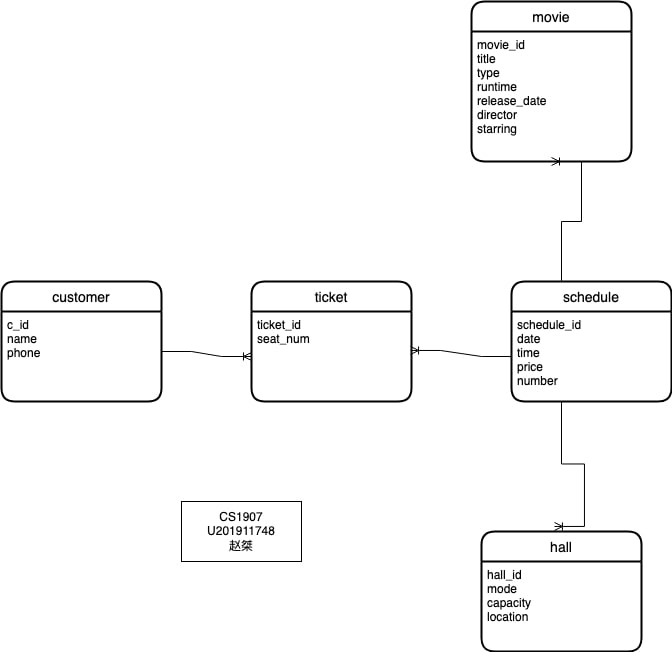 movie
movie_id
title
type
runtime
release_date
director
starring
customer
c_id
name
phone
ticket
ticket_id
seat_num
schedule
schedule_id
date
time
price
number
CS1907
U201911748
赵桀
hall
hall_id
mode
capacity
location